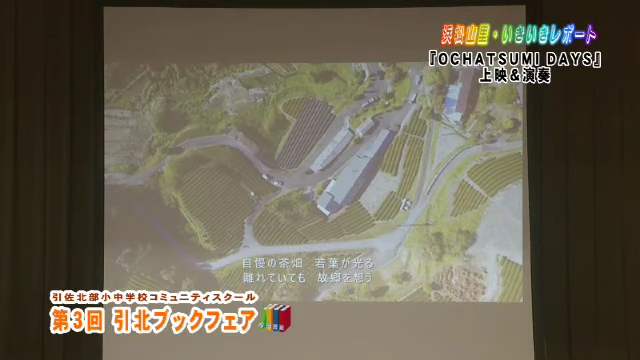 浜松山里・いきいきレポート
『OCHATSUMI DAYS』
上映&演奏
自慢の茶畑 若葉が光る
離れていても 故郷を想う
引佐北部小中学校コミュニティスクール
第3回 引北ブックフェア